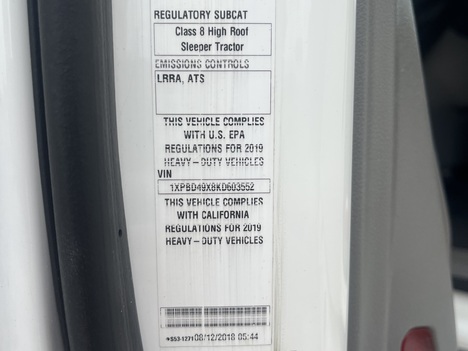 REGULATORY SUBCAT
Class 8 High Roof
Sleeper Tractor
EMISSIONS CONTROLS
LRRA, ATS
THIS VEHICLE COMPLIES
WITH U.S. EPA
REGULATIONS FOR 2019
HEAVY-DUTY VEHICLES
VIN
1XPBD49X8KD603552
THIS VEHICLE COMPLIES
WITH CALIFORNIA
REGULATIONS FOR 2019
HEAVY-DUTY VEHICLES
S53-1271 08/12/2018 05:44